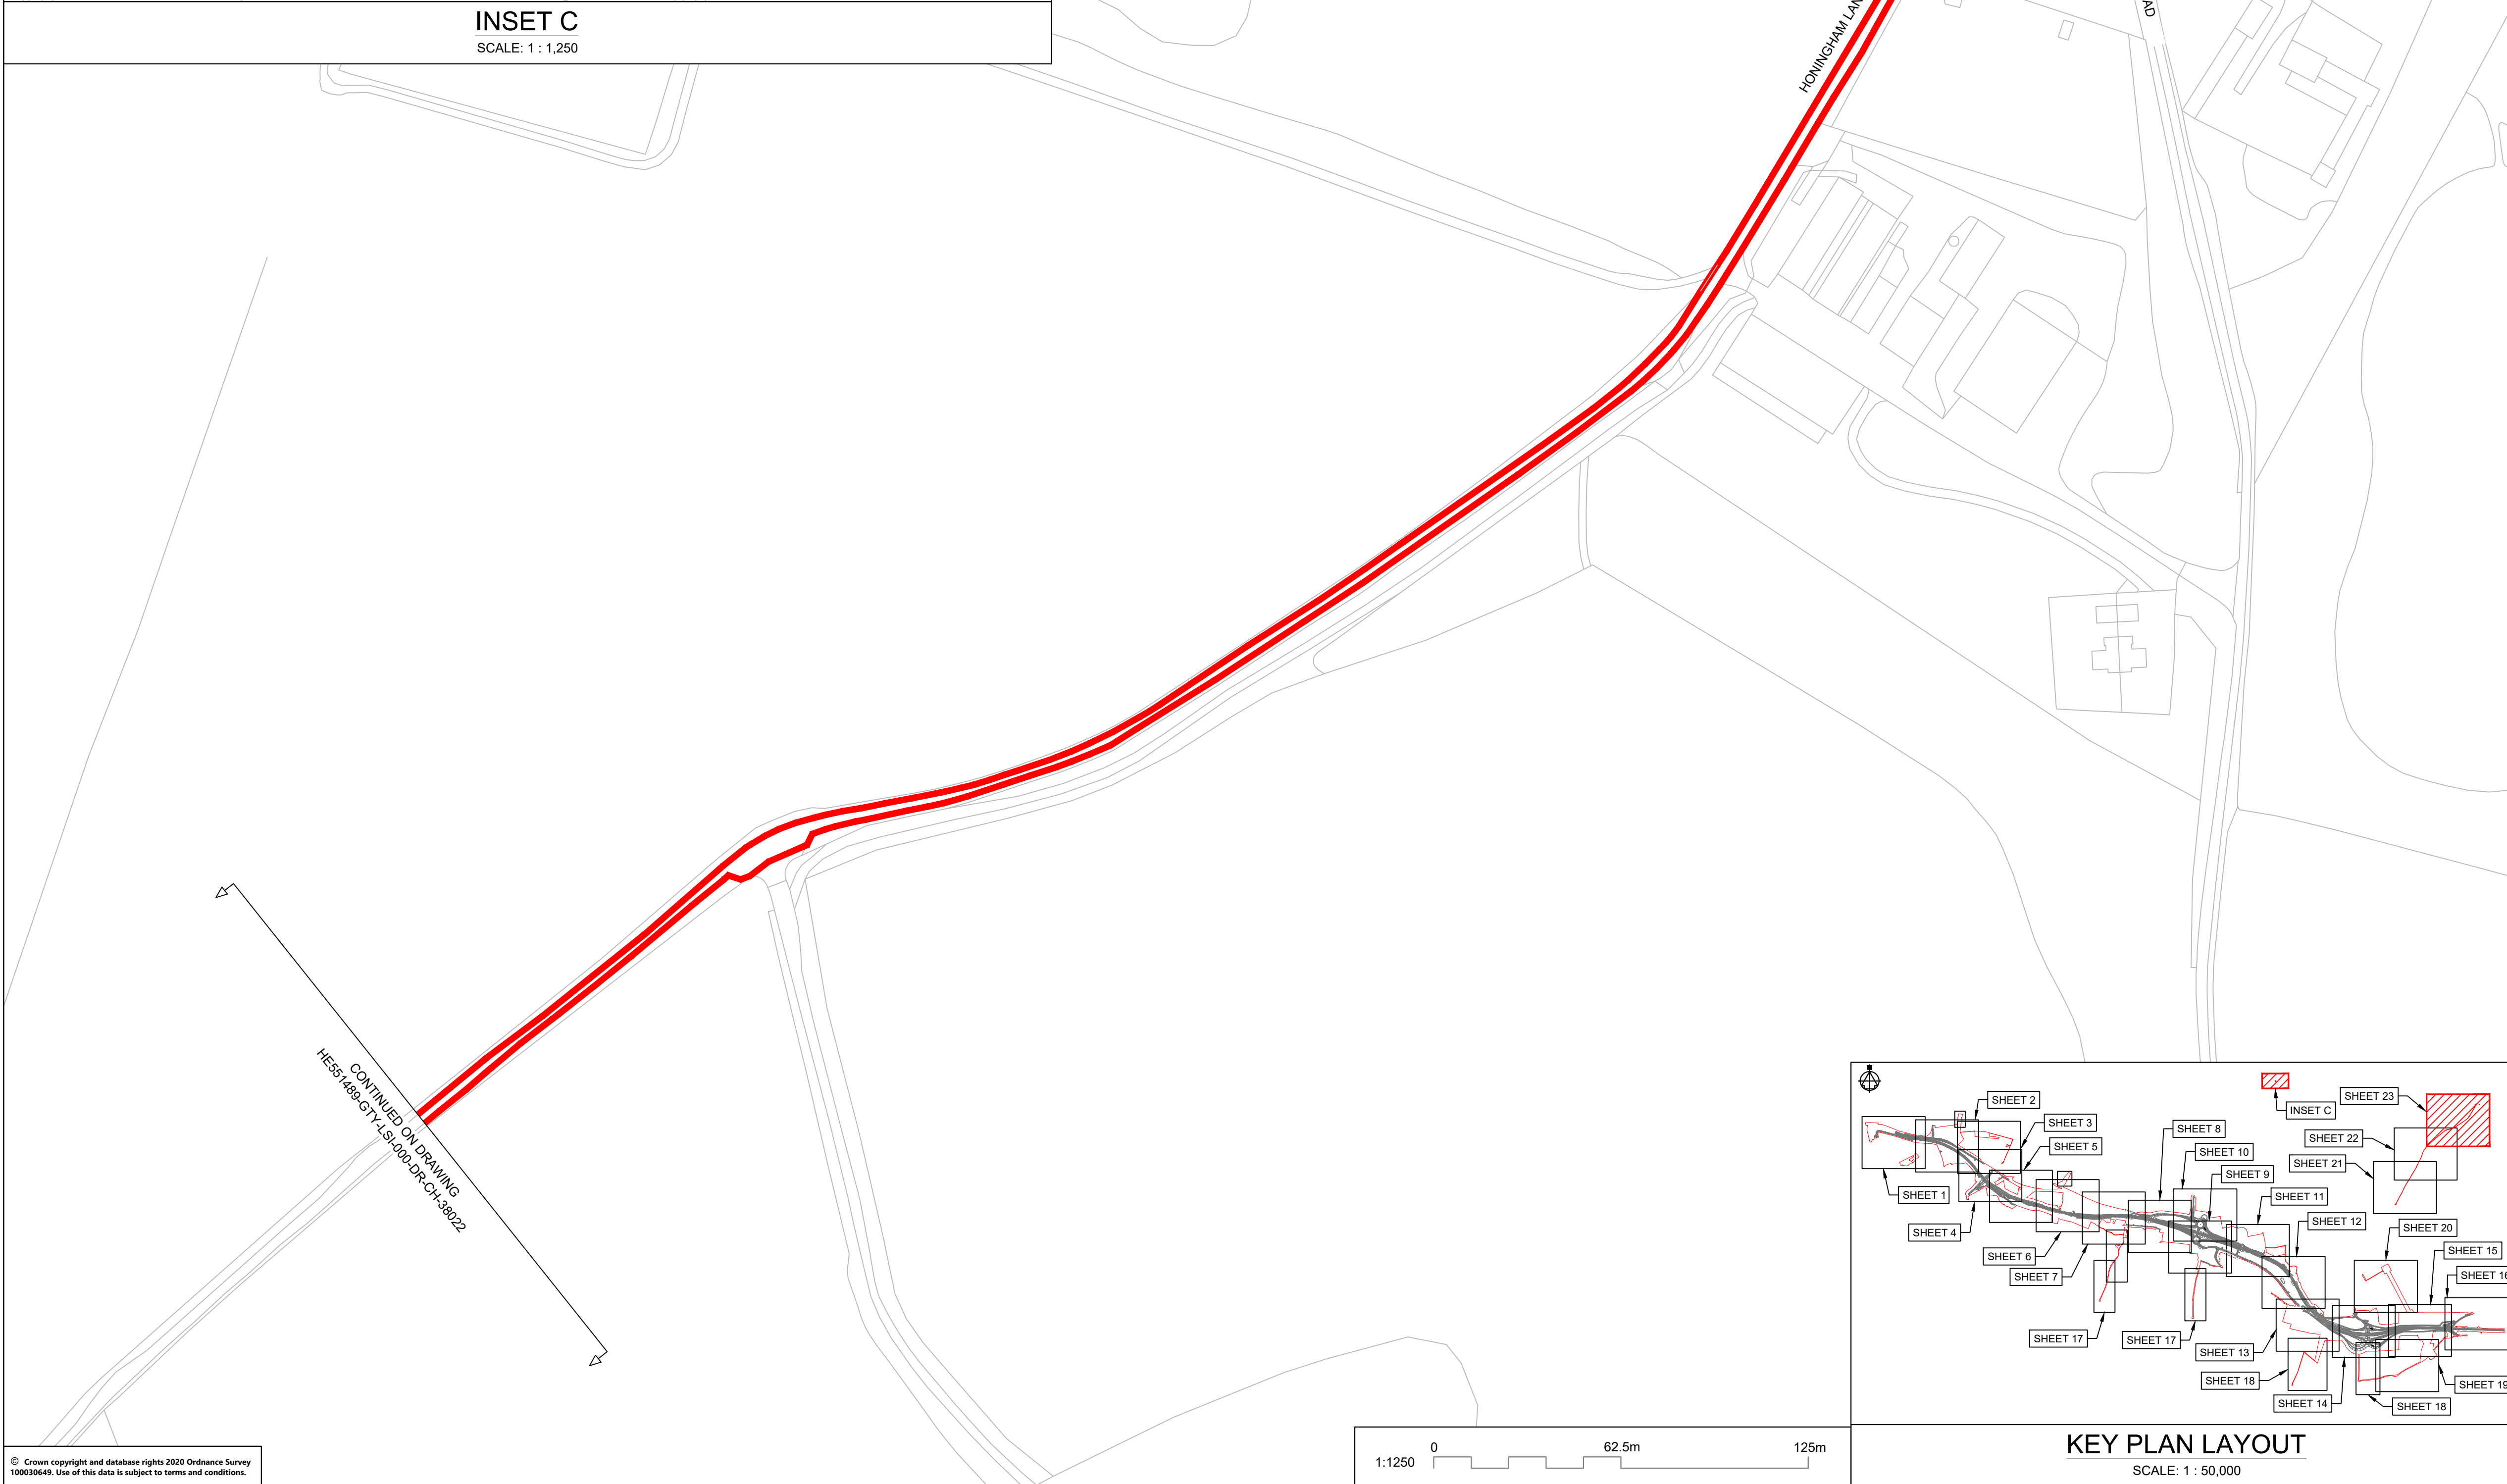 INSET C
SCALE: 1 : 1,250
HONINGHAM
CONTINUED ON DRAWING
HE551489-GTY-LSI-000-DR-CH-38022
SHEET 1
SHEET 2
SHEET 3
SHEET 4
SHEET 5
SHEET 6
SHEET 7
SHEET 8
SHEET 10
SHEET 9
SHEET 11
SHEET 12
INSET C
SHEET 23
SHEET 22
SHEET 21
SHEET 20
SHEET 15
SHEET 16
SHEET 17
SHEET 17
SHEET 13
SHEET 18
SHEET 14
SHEET 18
SHEET 19
KEY PLAN LAYOUT
SCALE: 1 : 50,000
1:1250
0 62.5m 125m
© Crown copyright and database rights 2020 Ordnance Survey
100030649. Use of this data is subject to terms and conditions.